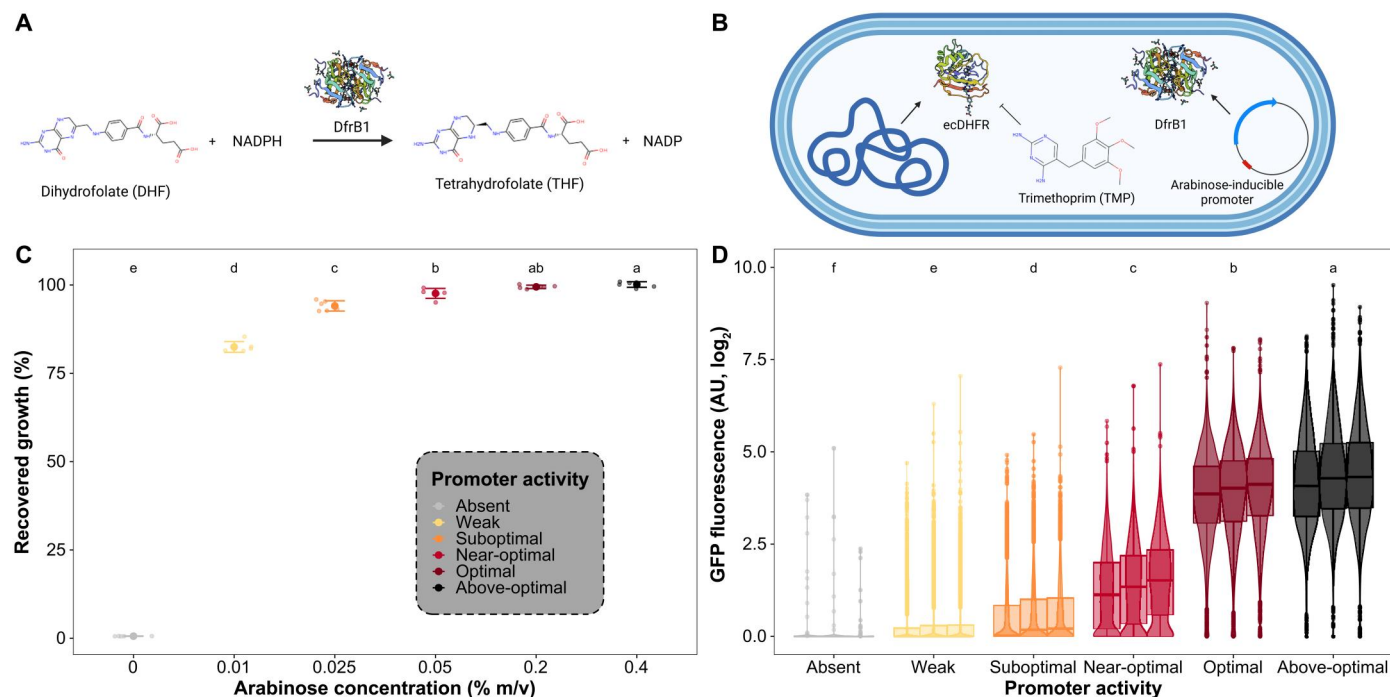 A
DfrB1
+
NADPH
+
NADP
Dihydrofolate (DHF)
Tetrahydrofolate (THF)
B
ecDHFR
DfrB1
Trimethoprim (TMP)
Arabinose-inducible
promoter
C
e
d
c
b
ab
a
Recovered growth (%)
100
75
50
25
0
Promoter activity
Absent
Weak
Suboptimal
Near-optimal
Optimal
Above-optimal
0
0.01
0.025
0.05
0.2
0.4
Arabinose concentration (% m/v)
D
f
e
d
c
b
a
GFP fluorescence (AU, log2)
10.0
7.5
5.0
2.5
0.0
Absent
Weak
Suboptimal
Near-optimal
Optimal
Above-optimal
Promoter activity